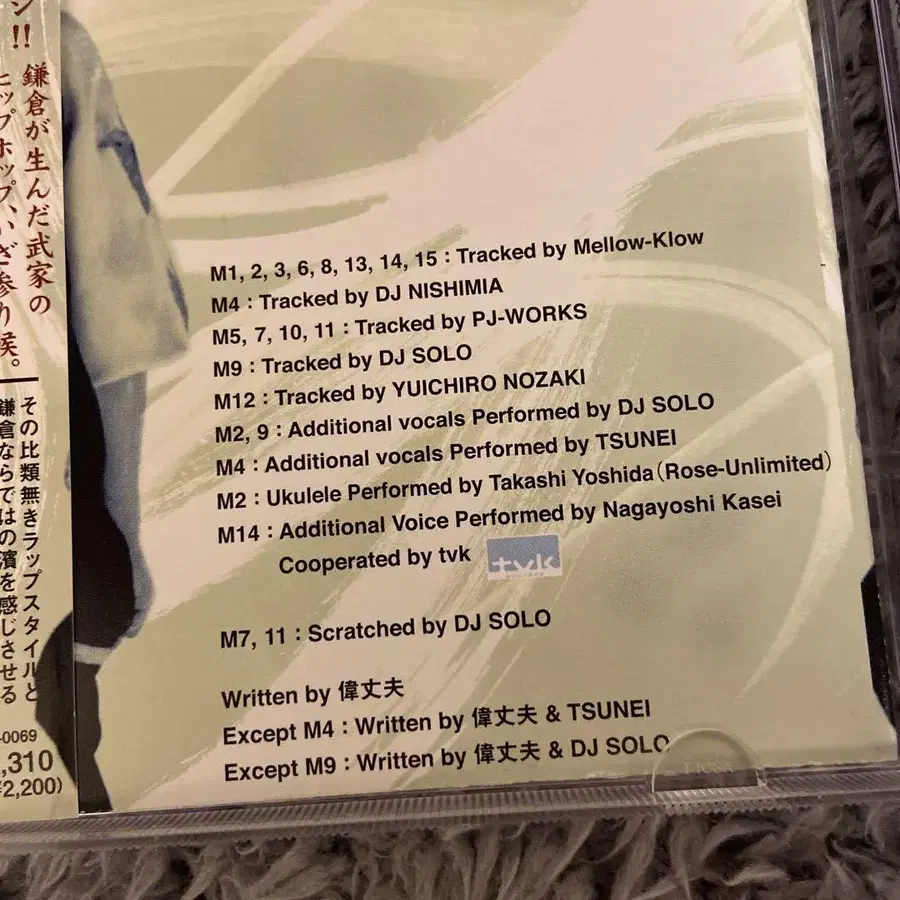 M1, 2, 3, 6, 8, 13, 14, 15 : Tracked by Mellow-Klow
M4 : Tracked by DJ NISHIMIA
M5, 7, 10, 11 : Tracked by PJ-WORKS
M9 : Tracked by DJ SOLO
M12 : Tracked by YUICHIRO NOZAKI
M2, 9 : Additional vocals Performed by DJ SOLO
M4 : Additional vocals Performed by TSUNEI
M2 : Ukulele Performed by Takashi Yoshida (Rose-Unlimited)
M14 : Additional Voice Performed by Nagayoshi Kasei
Cooperated by tvk tvk
M7, 11 : Scratched by DJ SOLO
Written by 偉丈夫
Except M4 : Written by 偉丈夫 & TSUNEI
Except M9 : Written by 偉丈夫 & DJ SOLO
ン!!
鎌倉が生んだ武家の
ヒップホップ、いざ参り候。
その比類無きラップスタイルと
鎌倉ならではの濱を感じさせる
-0069
,310
¥2,200)